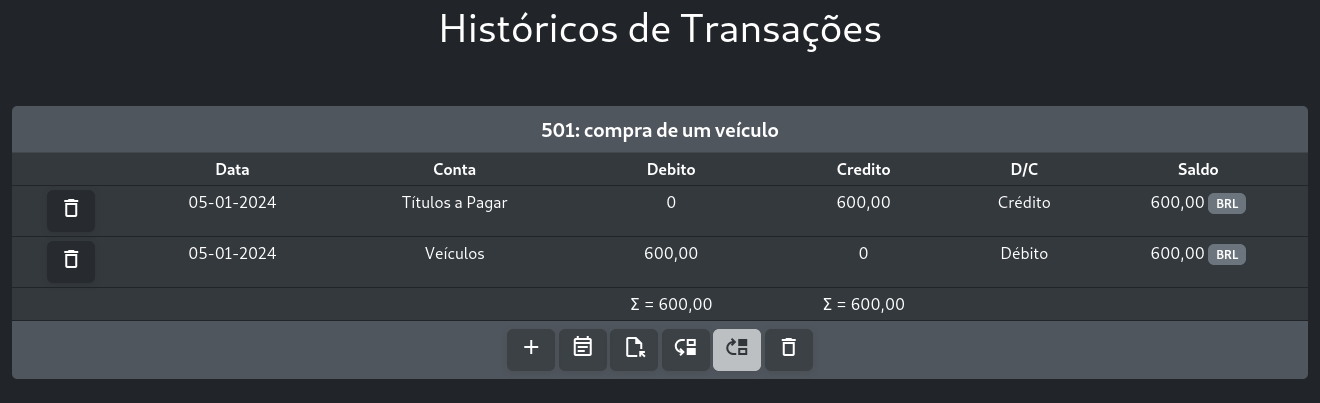 Históricos de Transações
501: compra de um veículo
Data Conta Debito Credito D/C Saldo
05-01-2024 Títulos a Pagar 0 600,00 Crédito 600,00 BRL
05-01-2024 Veículos 600,00 0 Débito 600,00 BRL
Σ = 600,00 Σ = 600,00